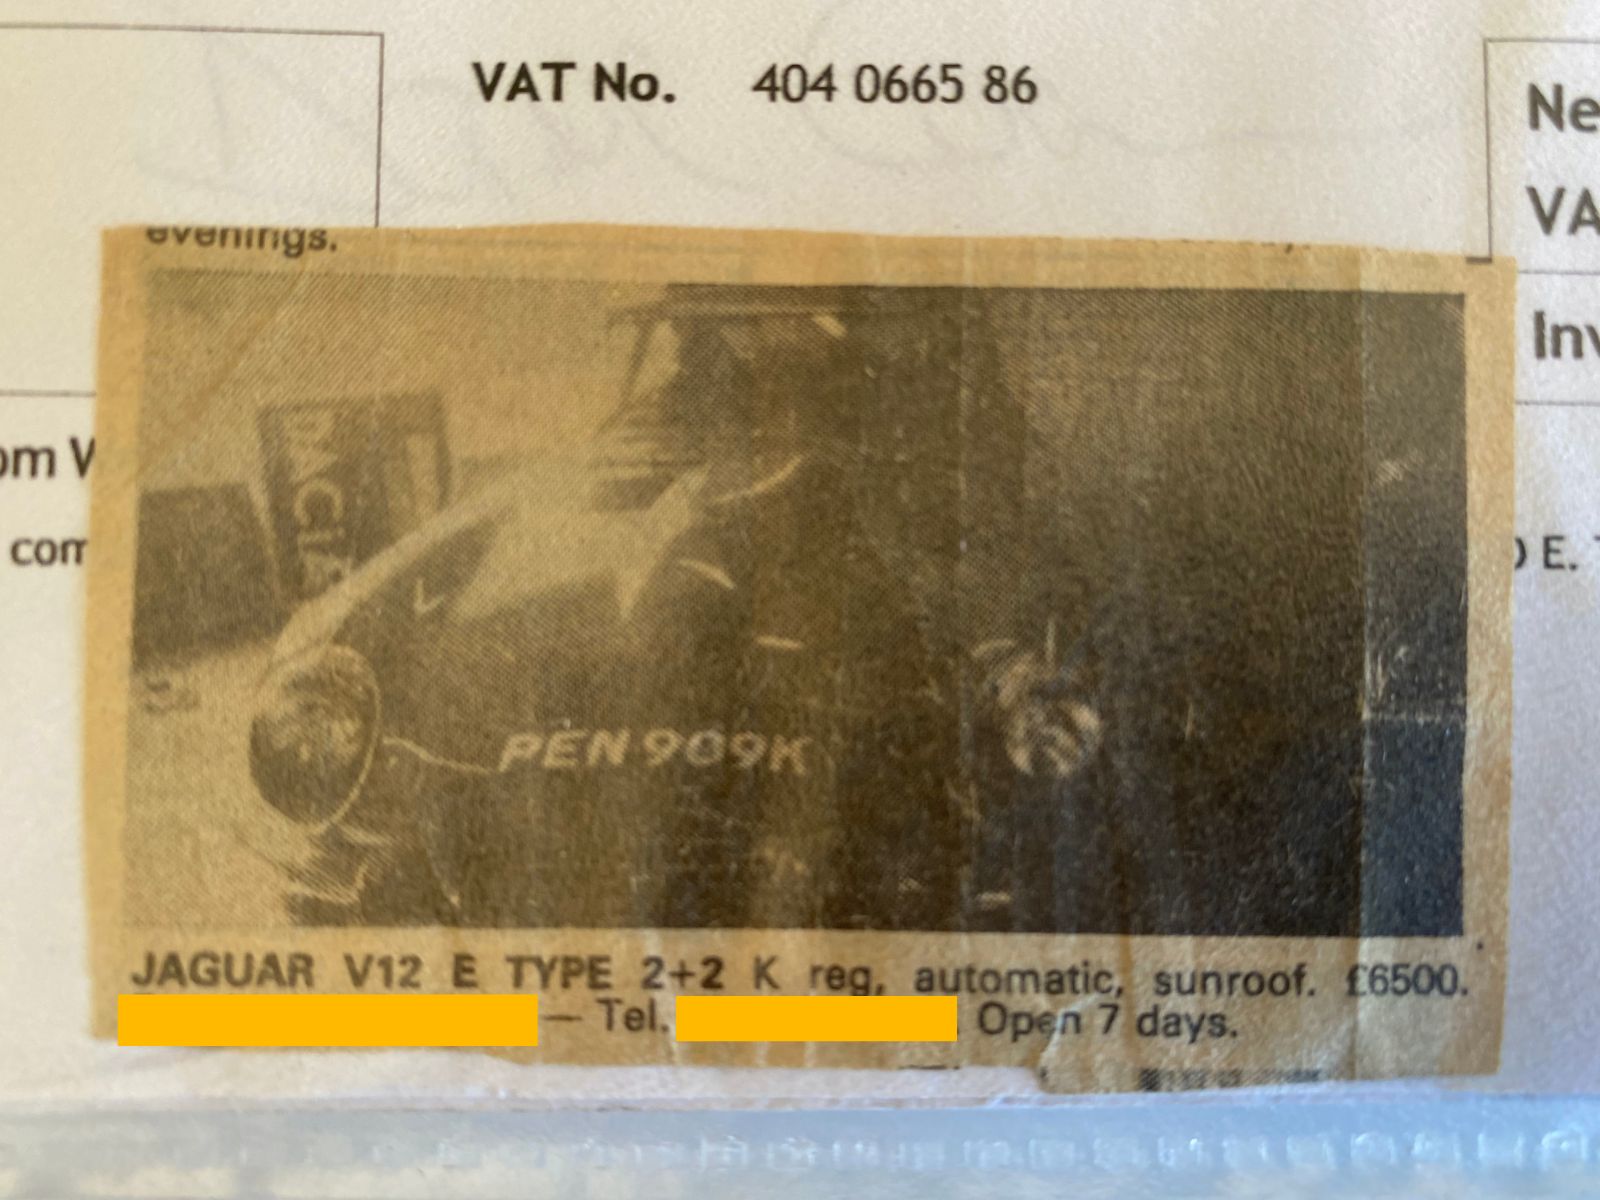 VAT No. 404 0665 86
Ne
VA
Inv
om W
com
E.
evenings.
PEN 909K
JAGUAR V12 E TYPE 2+2 K reg, automatic, sunroof. £6500.
— Tel. . Open 7 days.